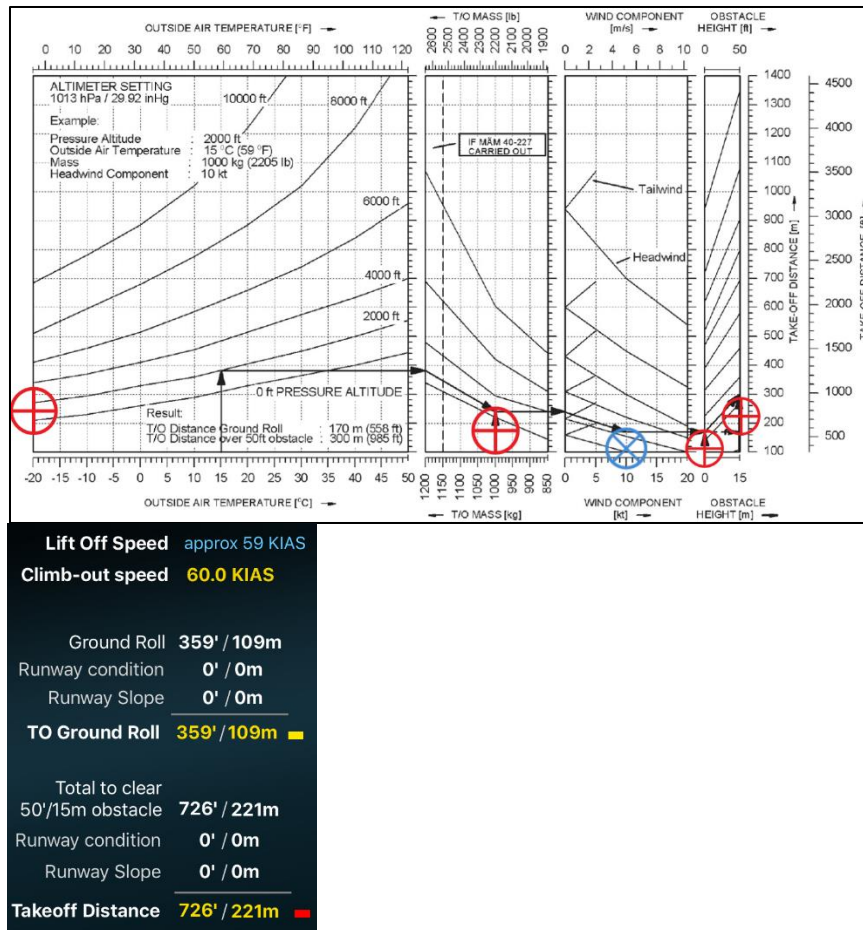 OUTSIDE AIR TEMPERATURE [°F]
T/O MASS [lb]
WIND COMPONENT
[m/s]
OBSTACLE
HEIGHT [ft]
0 10 20 30 40 50 60 70 80 90 100 110 120
2600 2500 2400 2300 2200 2100 2000 1900
0 2 4 6 8 10
0 50
ALTIMETER SETTING
1013 hPa / 29.92 inHg
Example:
Pressure Altitude : 2000 ft
Outside Air Temperature : 15 °C (59 °F)
Mass : 1000 kg (2205 lb)
Headwind Component : 10 kt
10000 ft
8000 ft
6000 ft
4000 ft
2000 ft
0 ft PRESSURE ALTITUDE
Result:
T/O Distance Ground Roll : 170 m (558 ft)
T/O Distance over 50ft obstacle : 300 m (985 ft)
IF MÄM 40-227
CARRIED OUT
Tailwind
Headwind
1400
1300
1200
1100
1000
900
800
700
600
500
400
300
200
100
TAKE-OFF DISTANCE [m]
4500
4000
3500
3000
2500
2000
1500
1000
500
-20 -15 -10 -5 0 5 10 15 20 25 30 35 40 45 50
1200 1150 1100 1050 1000 950 900 850
0 5 10 15 20
0 15
OUTSIDE AIR TEMPERATURE [°C]
T/O MASS [kg]
WIND COMPONENT
[kt]
OBSTACLE
HEIGHT [m]
Lift Off Speed approx 59 KIAS
Climb-out speed 60.0 KIAS
Ground Roll 359' / 109m
Runway condition 0' / 0m
Runway Slope 0' / 0m
TO Ground Roll 359' / 109m
Total to clear
50'/15m obstacle 726' / 221m
Runway condition 0' / 0m
Runway Slope 0' / 0m
Takeoff Distance 726' / 221m